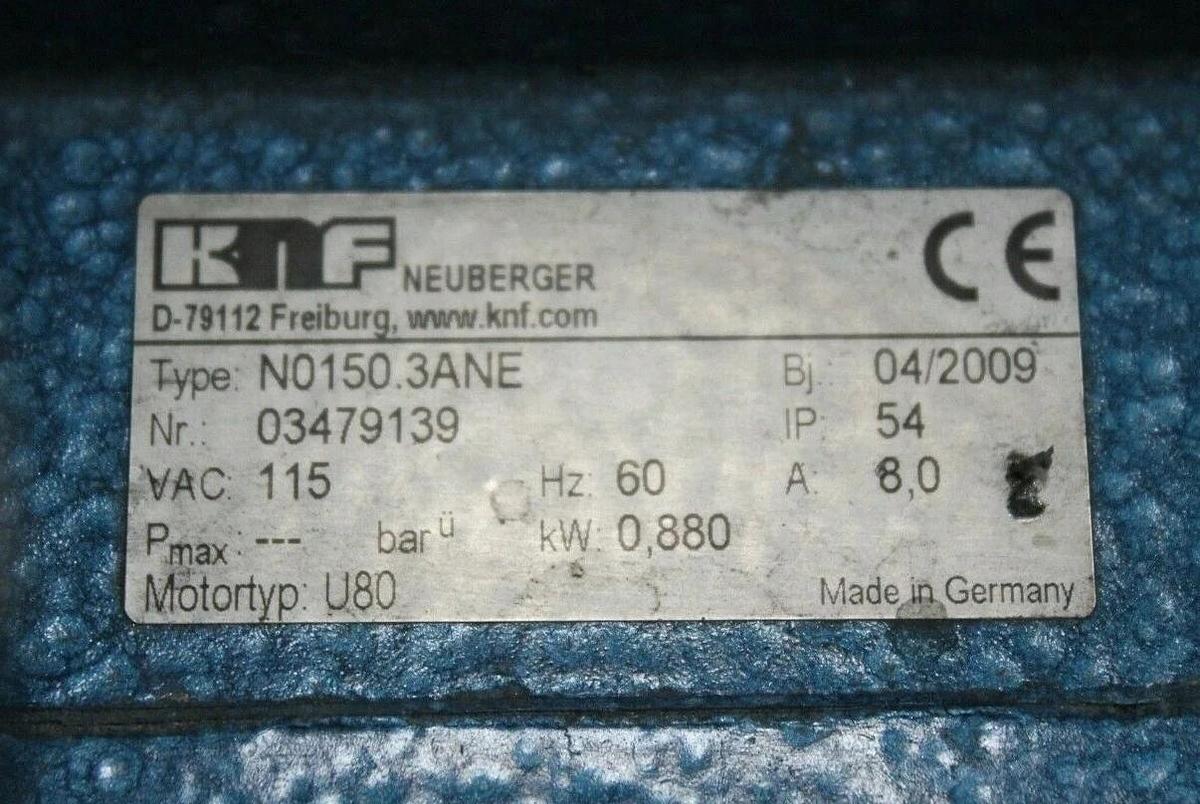 KNF NEUBERGER CE
D-79112 Freiburg, www.knf.com
Type: N0150.3ANE Bj.: 04/2009
Nr.: 03479139 IP: 54
VAC: 115 Hz: 60 A: 8,0
Pmax: --- barü kW: 0,880
Motortyp: U80 Made in Germany